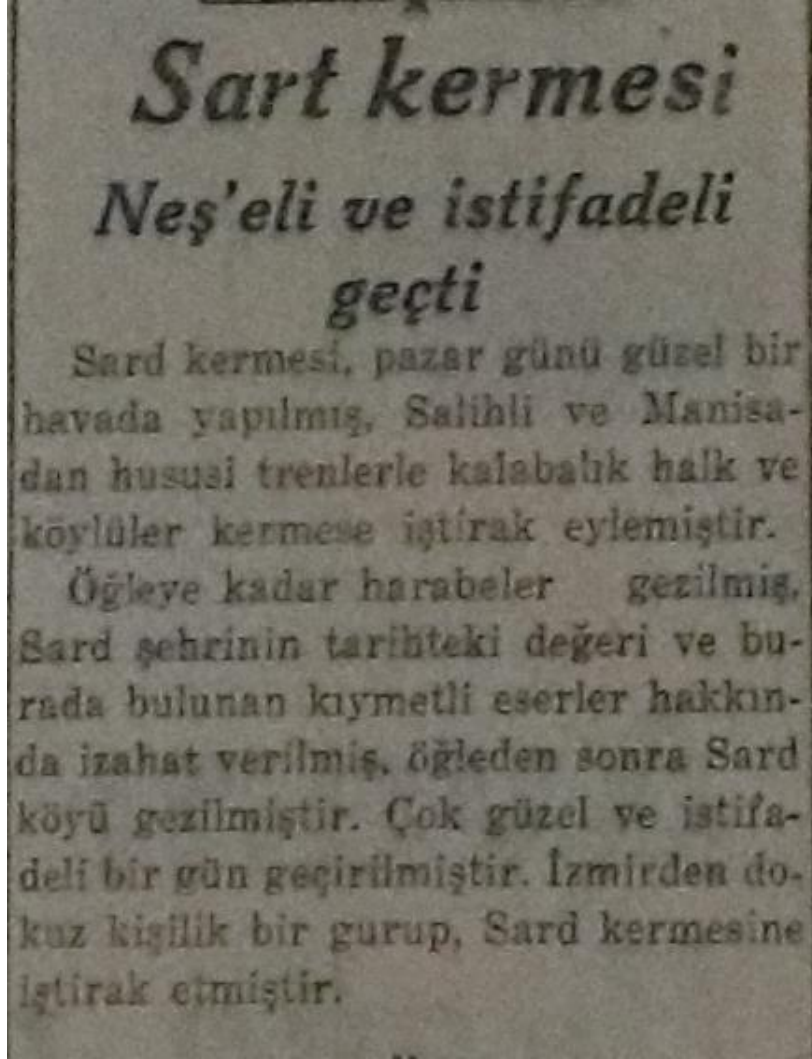 Sart kermesi
Neş'eli ve istifadeli
geçti
Sard kermesi, pazar günü güzel bir
havada yapılmış, Salihli ve Manisa-
dan hususi trenlerle kalabalık halk ve
köylüler kermese iştirak eylemiştir.
Öğleye kadar harabeler gezilmiş,
Sard şehrinin tarihteki değeri ve bu-
rada bulunan kıymetli eserler hakkın-
da izahat verilmiş, öğleden sonra Sard
köyü gezilmiştir. Çok güzel ve istifa-
deli bir gün geçirilmiştir. İzmirden do-
kuz kişilik bir gurup, Sard kermesine
iştirak etmiştir.